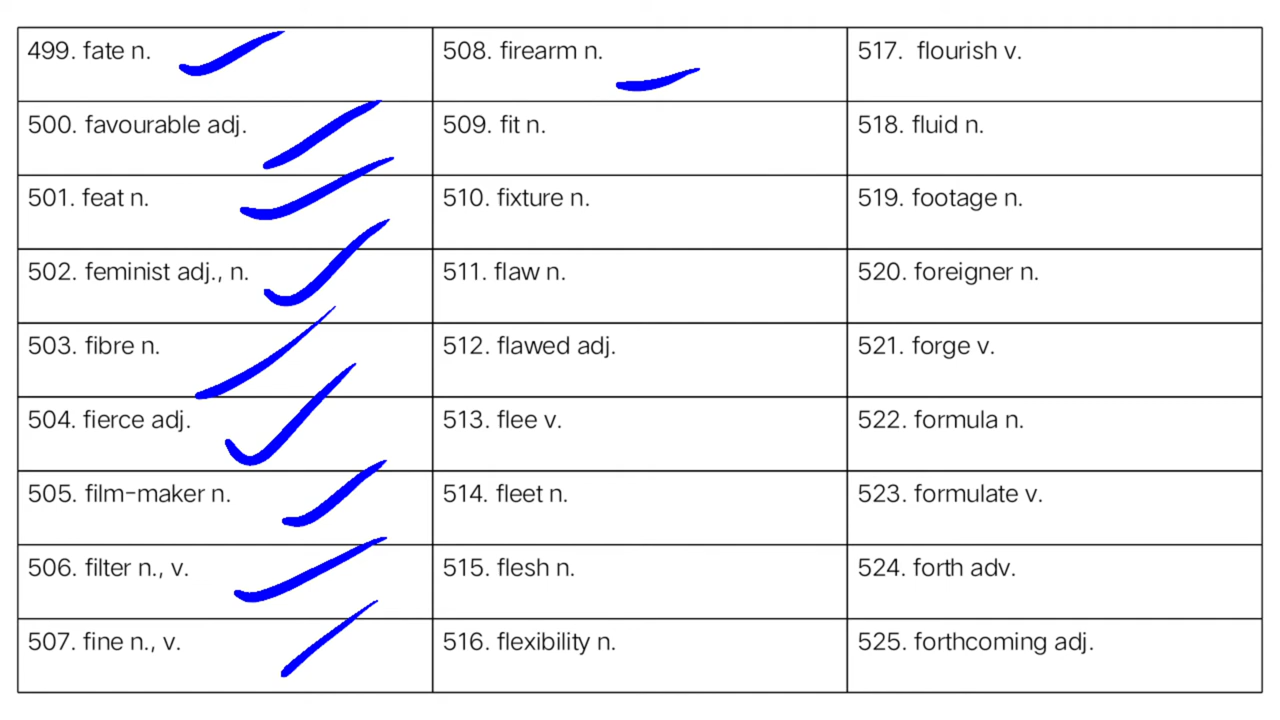 499. fate n.
500. favourable adj.
501. feat n.
502. feminist adj., n.
503. fibre n.
504. fierce adj.
505. film-maker n.
506. filter n., v.
507. fine n., v.
508. firearm n.
509. fit n.
510. fixture n.
511. flaw n.
512. flawed adj.
513. flee v.
514. fleet n.
515. flesh n.
516. flexibility n.
517. flourish v.
518. fluid n.
519. footage n.
520. foreigner n.
521. forge v.
522. formula n.
523. formulate v.
524. forth adv.
525. forthcoming adj.